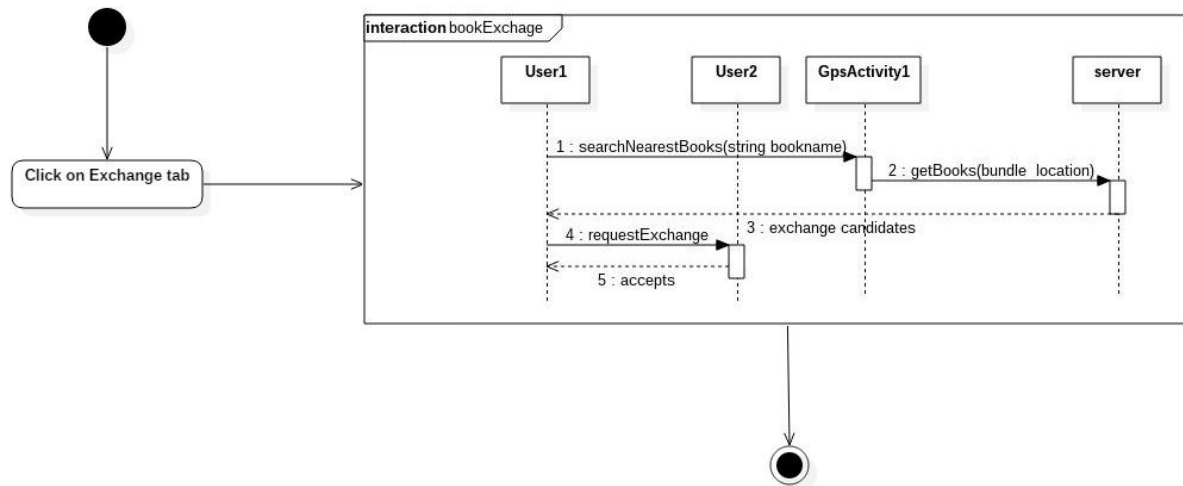 interaction bookExchage
User1
User2
GpsActivity1
server
Click on Exchange tab
1 : searchNearestBooks(string bookname)
2 : getBooks(bundle location)
3 : exchange candidates
4 : requestExchange
5 : accepts